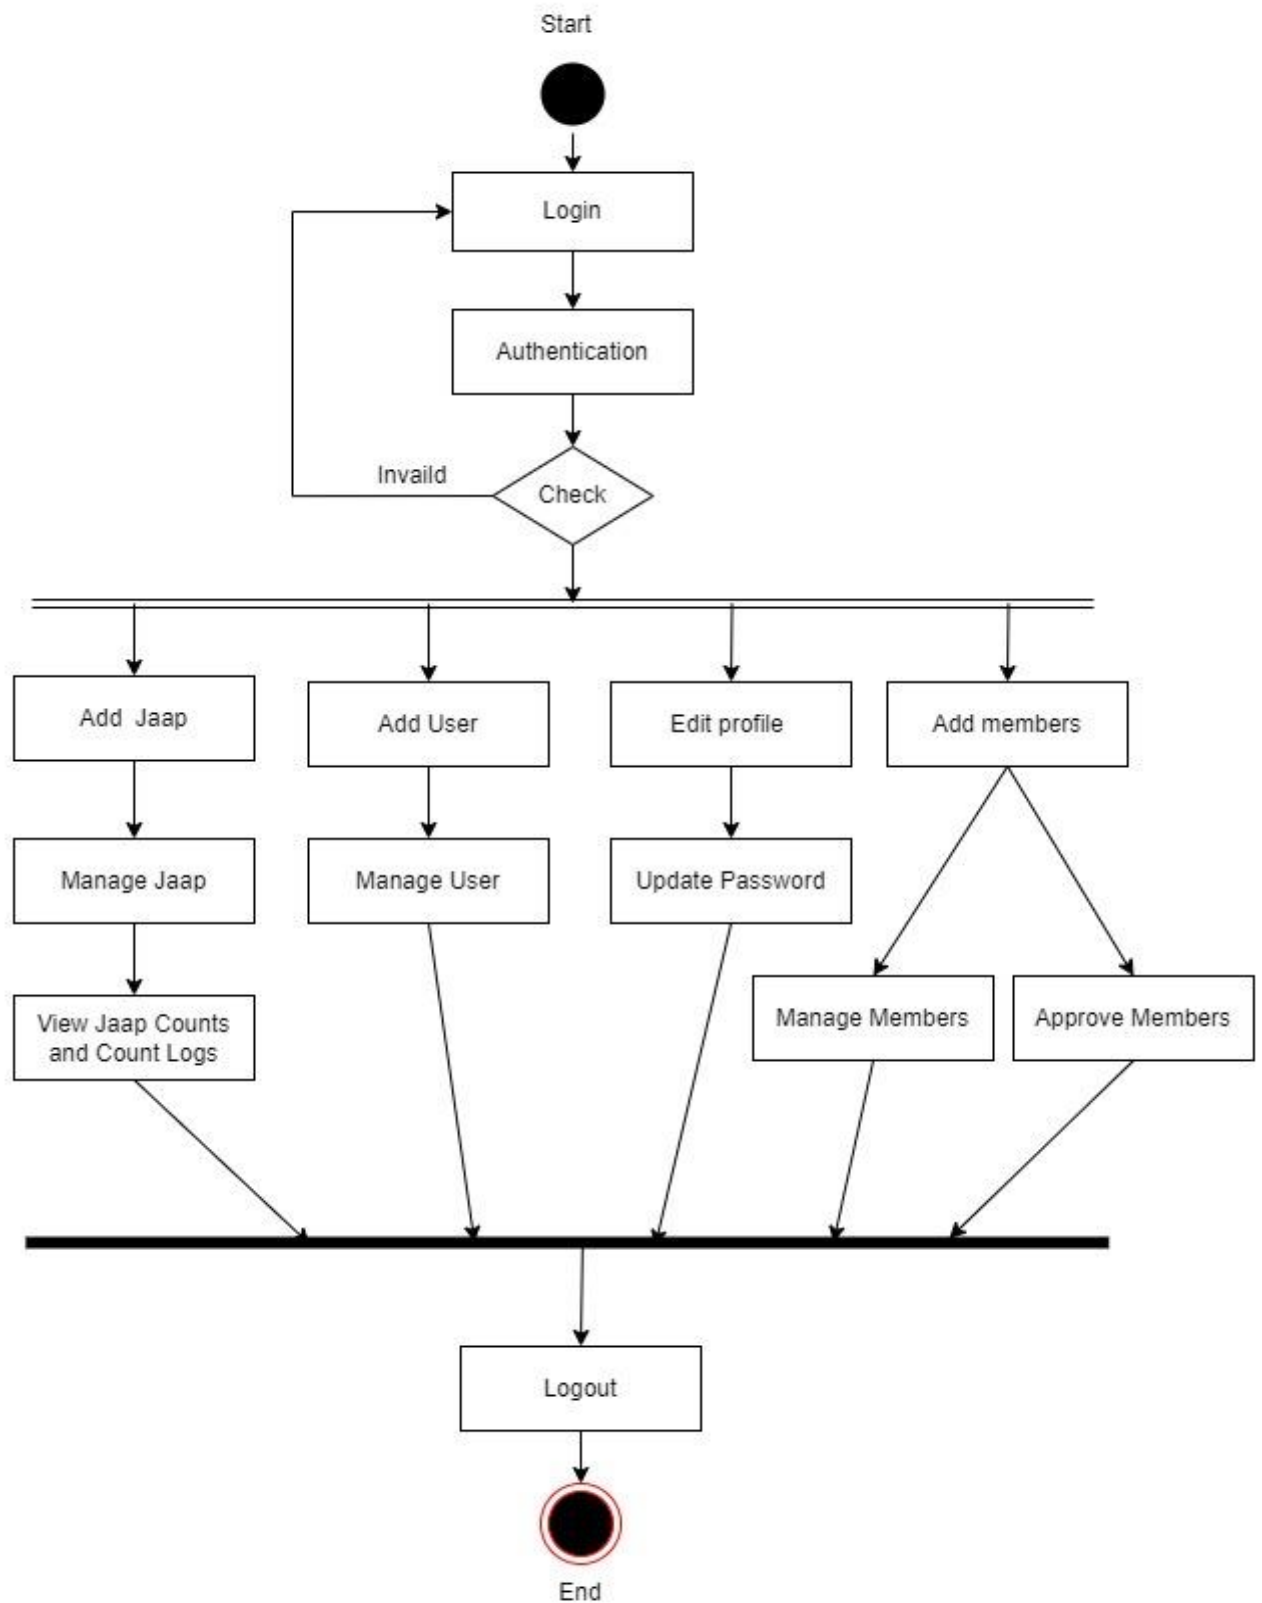 Start
Login
Authentication
Invaild
Check
Add  Jaap
Add User
Edit profile
Add members
Manage Jaap
Manage User
Update Password
View Jaap Counts
and Count Logs
Manage Members
Approve Members
Logout
End